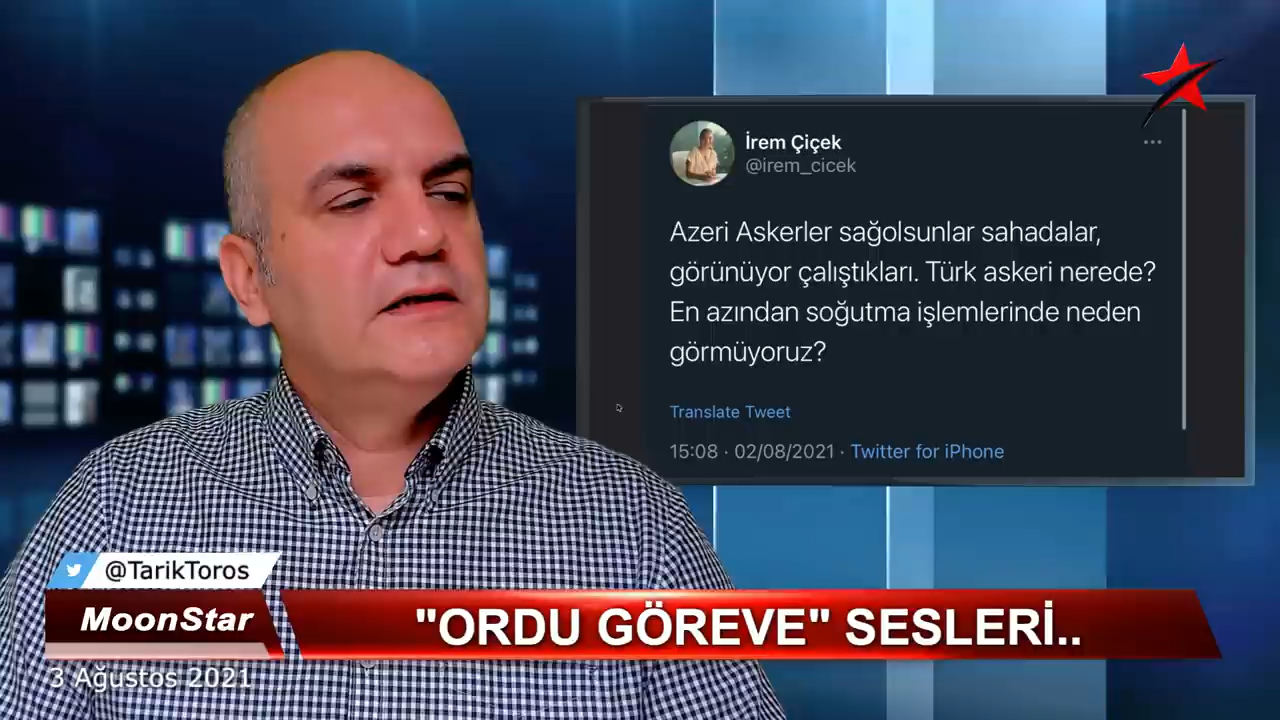 İrem Çiçek
@irem_cicek
Azeri Askerler sağolsunlar sahadalar,
görünüyor çalıştıkları. Türk askeri nerede?
En azından soğutma işlemlerinde neden
görmüyoruz?
Translate Tweet
15:08 · 02/08/2021 · Twitter for iPhone
@TarikToros
MoonStar
"ORDU GÖREVE" SESLERİ..
3 Ağustos 2021